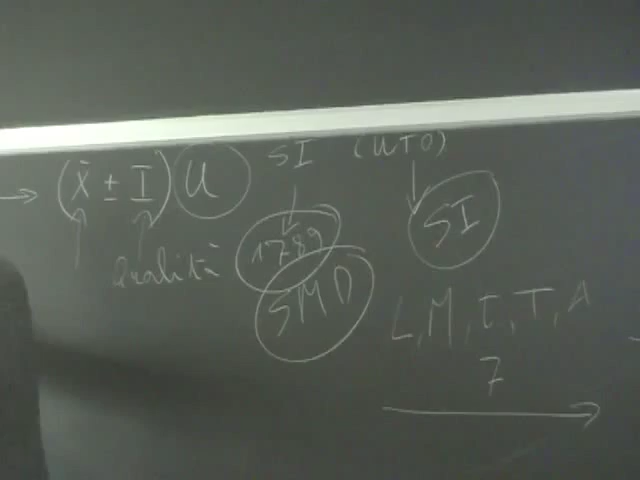 → (x̄ ± I) U
SI (UTO)
SI
qualità
1789
SMD
L, M, t, T, A
7